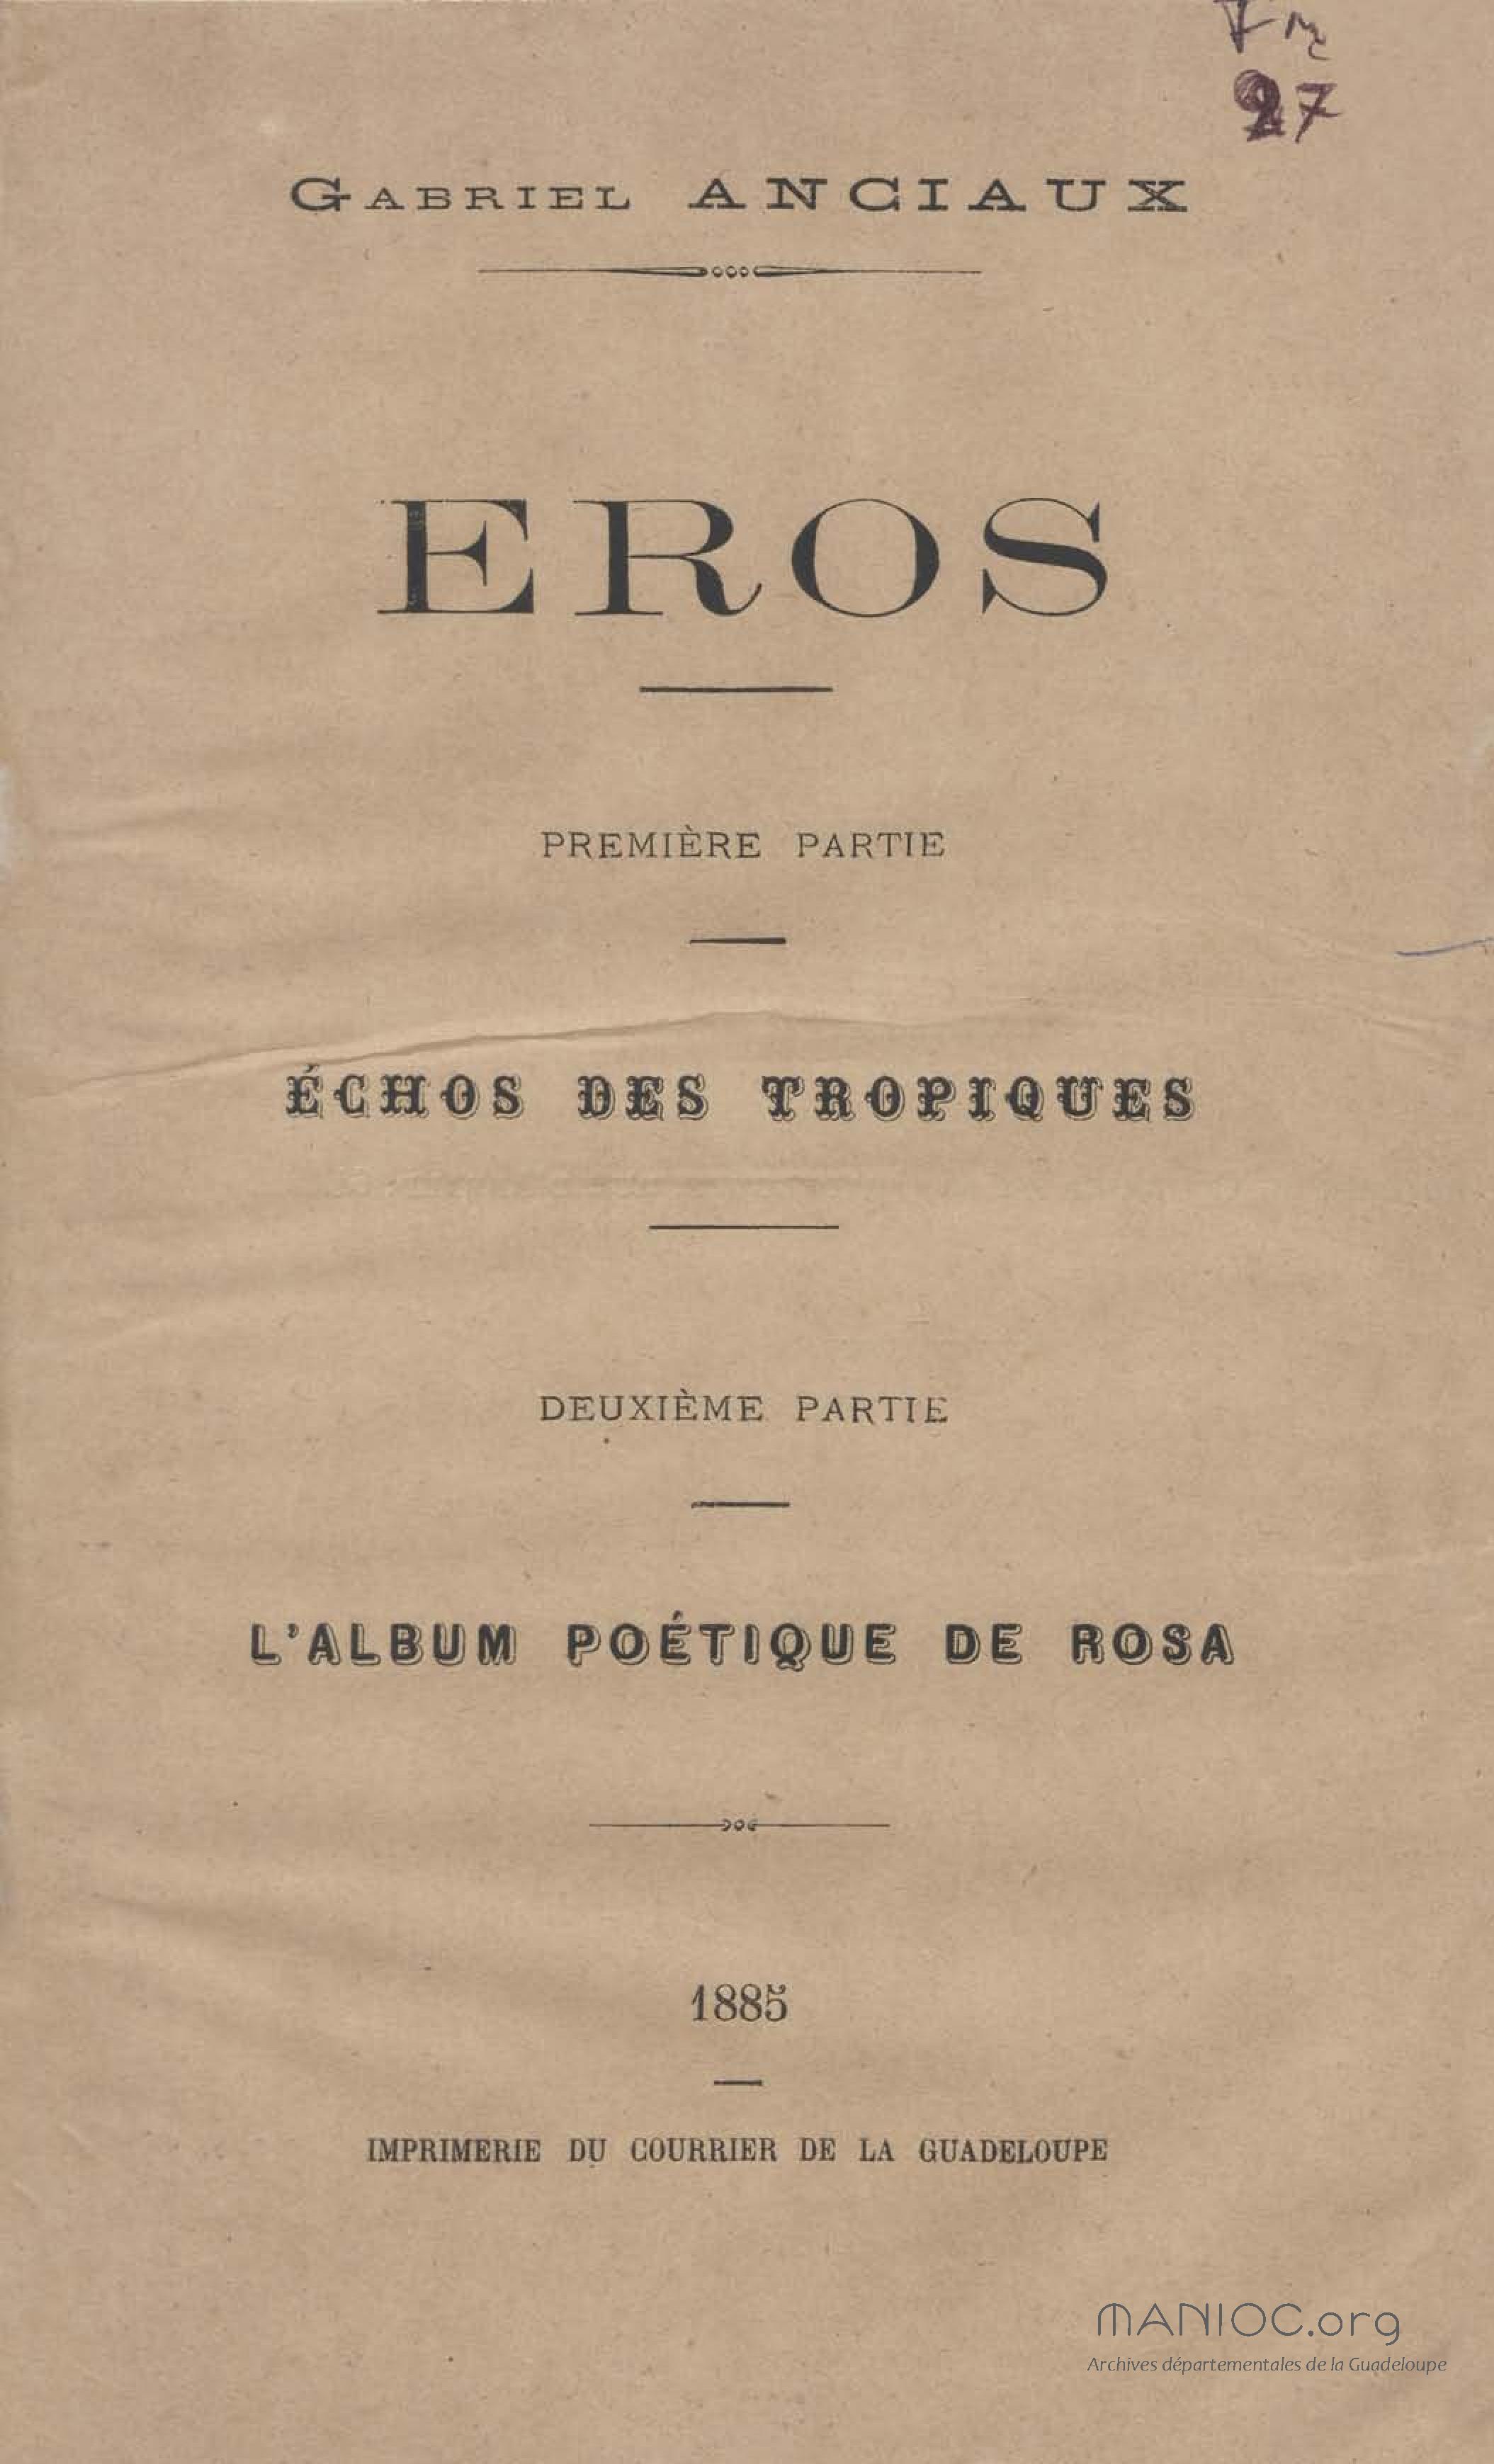 27
GABRIEL ANCIAUX
EROS
PREMIÈRE PARTIE
ÉCHOS DES TROPIQUES
DEUXIÈME PARTIE
L'ALBUM POÉTIQUE DE ROSA
1885
IMPRIMERIE DU COURRIER DE LA GUADELOUPE
MANIOC.org
Archives départementales de la Guadeloupe